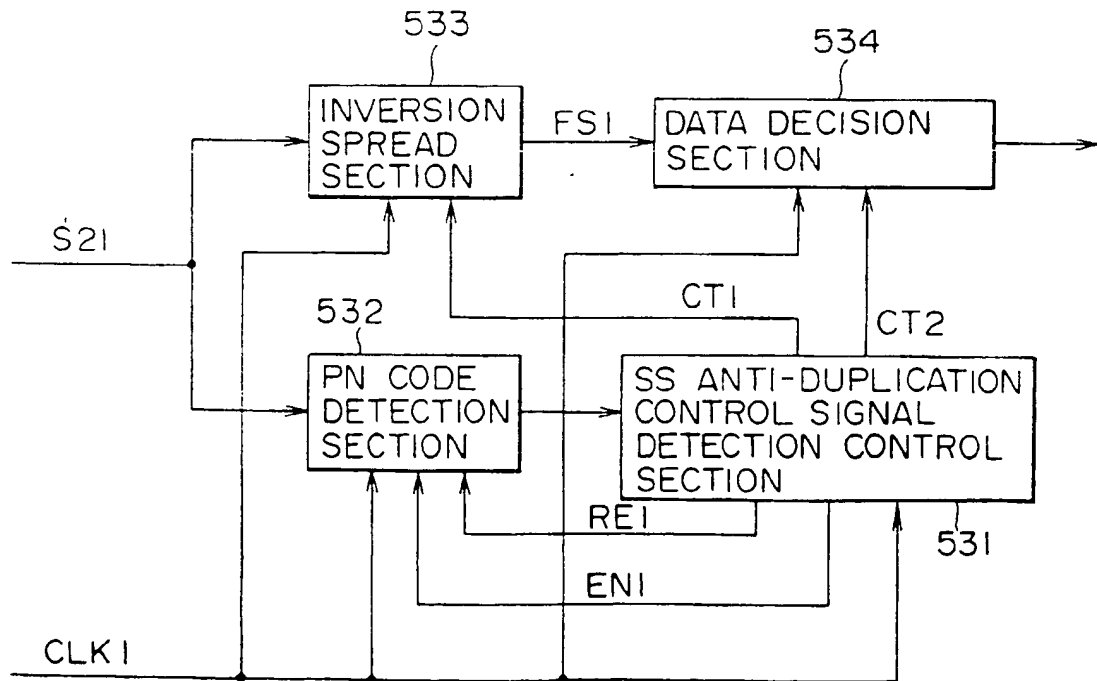 533
534
INVERSION
SPREAD
SECTION
FS1
DATA DECISION
SECTION
S21
CT1
CT2
532
PN CODE
DETECTION
SECTION
SS ANTI-DUPLICATION
CONTROL SIGNAL
DETECTION CONTROL
SECTION
RE1
531
EN1
CLK1